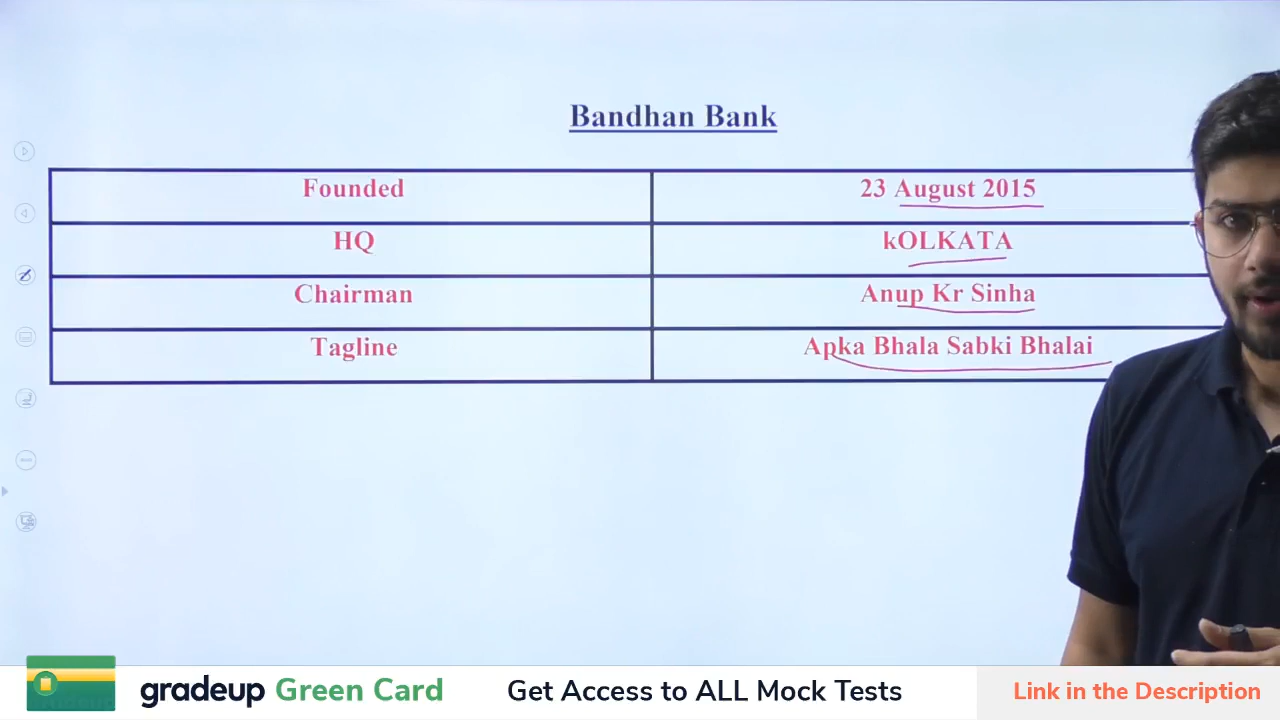 Bandhan Bank
Founded 23 August 2015
HQ kOLKATA
Chairman Anup Kr Sinha
Tagline Apka Bhala Sabki Bhalai
gradeup Green Card Get Access to ALL Mock Tests Link in the Description